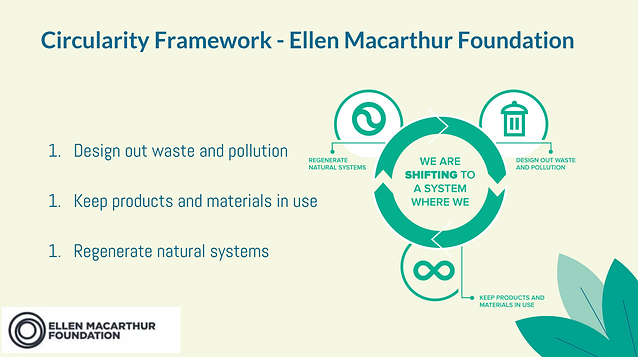 Circularity Framework - Ellen Macarthur Foundation
1. Design out waste and pollution
1. Keep products and materials in use
1. Regenerate natural systems
REGENERATE
NATURAL SYSTEMS
WE ARE
SHIFTING TO
A SYSTEM
WHERE WE
DESIGN OUT WASTE
AND POLLUTION
KEEP PRODUCTS AND
MATERIALS IN USE
ELLEN MACARTHUR
FOUNDATION